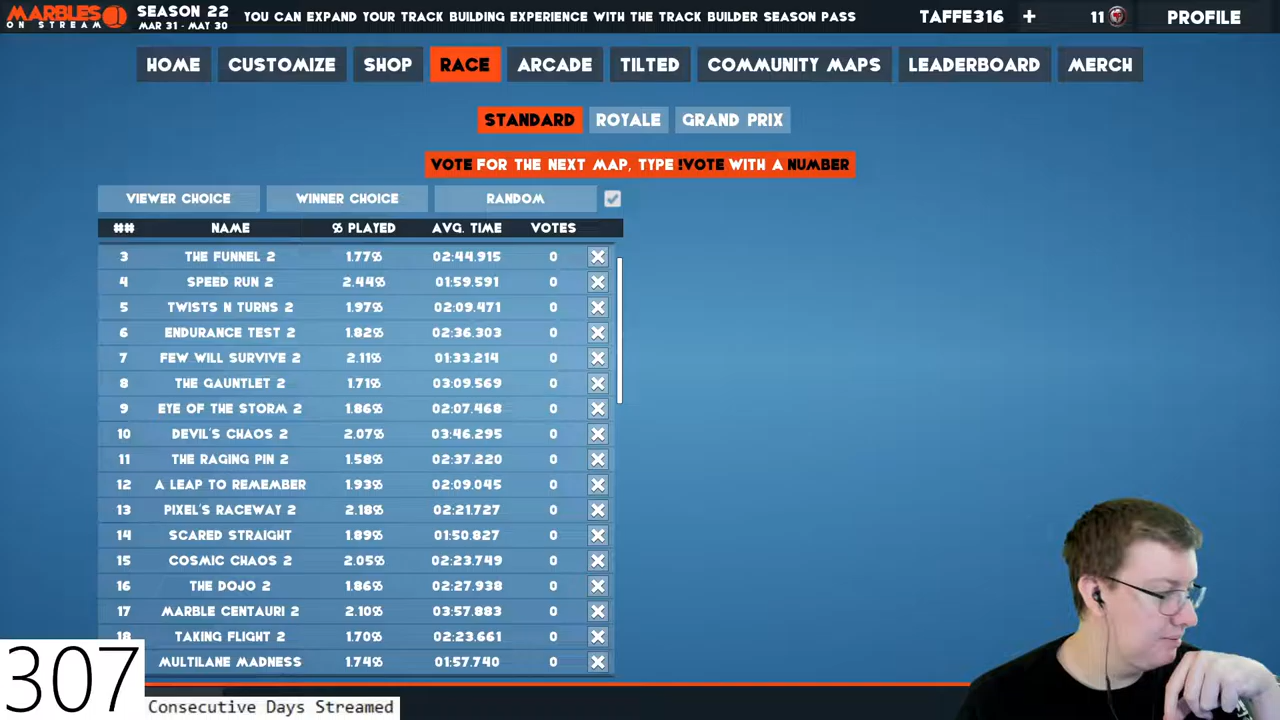 MARBLES
ON STREAM
SEASON 22
MAR 31 - MAY 30
YOU CAN EXPAND YOUR TRACK BUILDING EXPERIENCE WITH THE TRACK BUILDER SEASON PASS
TAFFE316 +
11
PROFILE
HOME CUSTOMIZE SHOP RACE ARCADE TILTED COMMUNITY MAPS LEADERBOARD MERCH
STANDARD ROYALE GRAND PRIX
VOTE FOR THE NEXT MAP, TYPE !VOTE WITH A NUMBER
VIEWER CHOICE WINNER CHOICE RANDOM
## NAME % PLAYED AVG. TIME VOTES
3 THE FUNNEL 2 1.77% 02:44.915 0
4 SPEED RUN 2 2.44% 01:59.591 0
5 TWISTS N TURNS 2 1.97% 02:09.471 0
6 ENDURANCE TEST 2 1.82% 02:36.303 0
7 FEW WILL SURVIVE 2 2.11% 01:33.214 0
8 THE GAUNTLET 2 1.71% 03:09.569 0
9 EYE OF THE STORM 2 1.86% 02:07.468 0
10 DEVIL'S CHAOS 2 2.07% 03:46.295 0
11 THE RAGING PIN 2 1.58% 02:37.220 0
12 A LEAP TO REMEMBER 1.93% 02:09.045 0
13 PIXEL'S RACEWAY 2 2.18% 02:21.727 0
14 SCARED STRAIGHT 1.89% 01:50.827 0
15 COSMIC CHAOS 2 2.05% 02:23.749 0
16 THE DOJO 2 1.86% 02:27.938 0
17 MARBLE CENTAURI 2 2.10% 03:57.883 0
18 TAKING FLIGHT 2 1.70% 02:23.661 0
MULTILANE MADNESS 1.74% 01:57.740 0
307
Consecutive Days Streamed